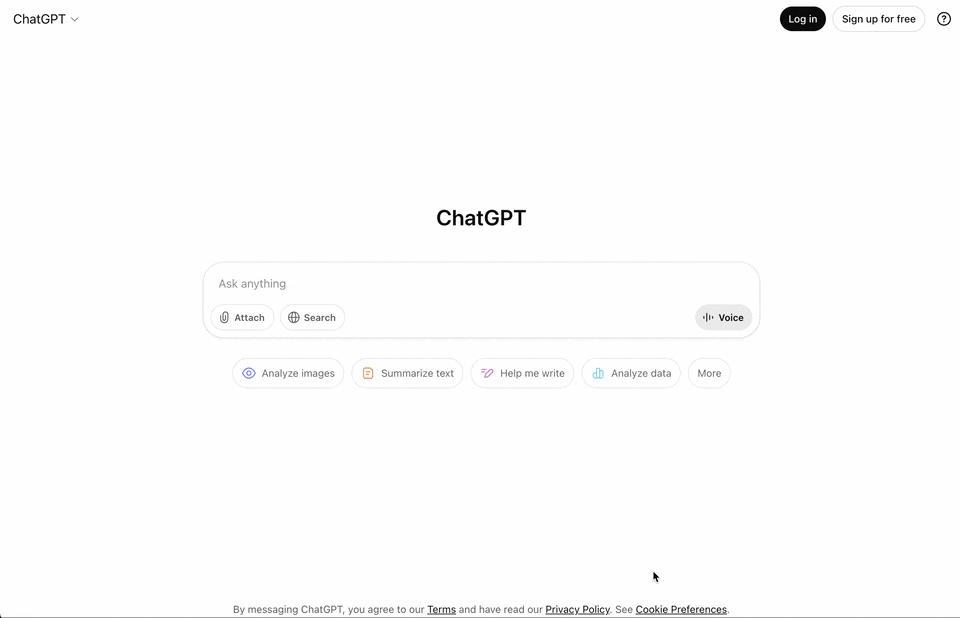 ChatGPT
Log in
Sign up for free
ChatGPT
Ask anything
Attach
Search
Voice
Analyze images
Summarize text
Help me write
Analyze data
More
By messaging ChatGPT, you agree to our Terms and have read our Privacy Policy. See Cookie Preferences.